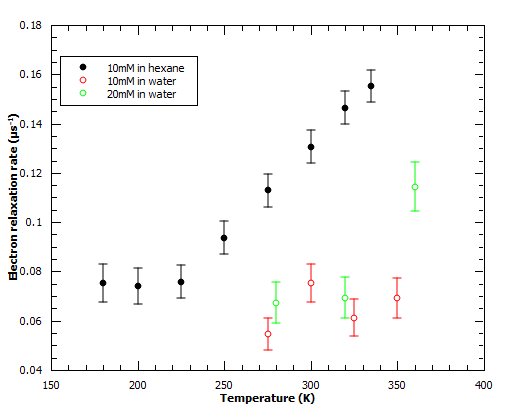 0.18
0.16
0.14
0.12
0.1
0.08
0.06
0.04
Electron relaxation rate (µs⁻¹)
10mM in hexane
10mM in water
20mM in water
150 200 250 300 350 400
Temperature (K)